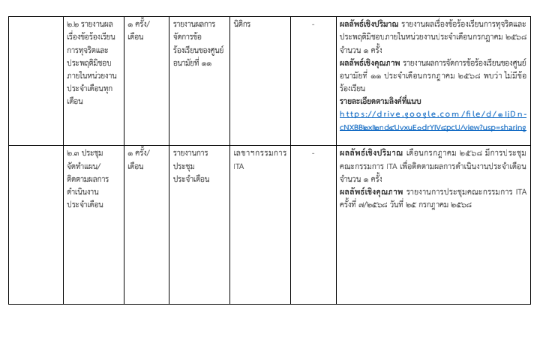 ๒.๒ รายงานผล
เรื่องข้อร้องเรียน
การทุจริตและ
ประพฤติมิชอบ
ภายในหน่วยงาน
ประจำเดือนทุก
เดือน
๑ ครั้ง/
เดือน
รายงานผลการ
จัดการข้อ
ร้องเรียนของศูนย์
อนามัยที่ ๑๑
นิติกร
-
ผลลัพธ์เชิงปริมาณ รายงานผลเรื่องข้อร้องเรียนการทุจริตและ
ประพฤติมิชอบภายในหน่วยงานประจำเดือนกรกฎาคม ๒๕๖๘
จำนวน ๑ ครั้ง
ผลลัพธ์เชิงคุณภาพ รายงานผลการจัดการข้อร้องเรียนของศูนย์
อนามัยที่ ๑๑ ประจำเดือนกรกฎาคม ๒๕๖๘ พบว่า ไม่มีข้อ
ร้องเรียน
รายละเอียดตามลิงค์ที่แนบ
https://drive.google.com/file/d/
/view?usp=sharing
๒.๓ ประชุม
จัดทำแผน/
ติดตามผลการ
ดำเนินงาน
ประจำเดือน
๑ ครั้ง/
เดือน
รายงานการ
ประชุม
ประจำเดือน
เลขาฯกรรมการ
ITA
-
ผลลัพธ์เชิงปริมาณ เดือนกรกฎาคม ๒๕๖๘ มีการประชุม
คณะกรรมการ ITA เพื่อติดตามผลการดำเนินงานประจำเดือน
จำนวน ๑ ครั้ง
ผลลัพธ์เชิงคุณภาพ รายงานการประชุมคณะกรรมการ ITA
ครั้งที่ ๗/๒๕๖๘ วันที่ ๒๕ กรกฎาคม ๒๕๖๘